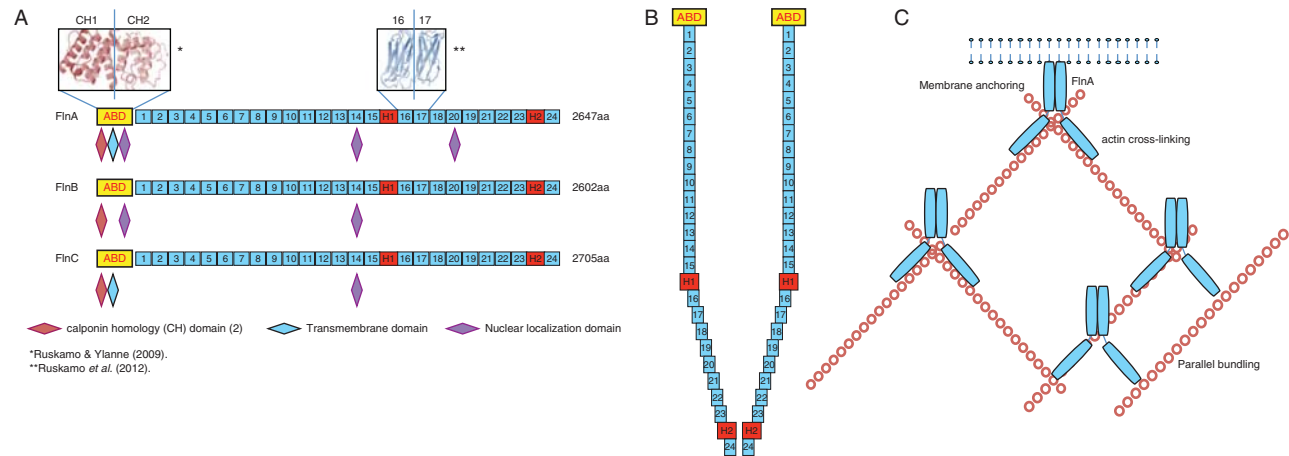 A
CH1 CH2
*
16 17
**
FlnA ABD 1 2 3 4 5 6 7 8 9 10 11 12 13 14 15 H1 16 17 18 19 20 21 22 23 H2 24 2647aa
FlnB ABD 1 2 3 4 5 6 7 8 9 10 11 12 13 14 15 H1 16 17 18 19 20 21 22 23 H2 24 2602aa
FlnC ABD 1 2 3 4 5 6 7 8 9 10 11 12 13 14 15 H1 16 17 18 19 20 21 22 23 H2 24 2705aa
calponin homology (CH) domain (2) Transmembrane domain Nuclear localization domain
*Ruskamo & Ylanne (2009).
**Ruskamo et al. (2012).
B
ABD ABD
1 1
2 2
3 3
4 4
5 5
6 6
7 7
8 8
9 9
10 10
11 11
12 12
13 13
14 14
15 15
H1 H1
16 16
17 17
18 18
19 19
20 20
21 21
22 22
23 23
H2 H2
24 24
C
Membrane anchoring FlnA
actin cross-linking
Parallel bundling